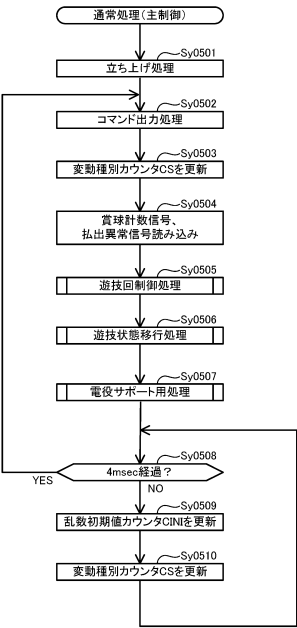 通常処理（主制御）
Sy0501
立ち上げ処理
Sy0502
コマンド出力処理
Sy0503
変動種別カウンタCSを更新
Sy0504
賞球計数信号、
払出異常信号読み込み
Sy0505
遊技回制御処理
Sy0506
遊技状態移行処理
Sy0507
電役サポート用処理
Sy0508
4msec経過？
YES
NO
Sy0509
乱数初期値カウンタCINIを更新
Sy0510
変動種別カウンタCSを更新